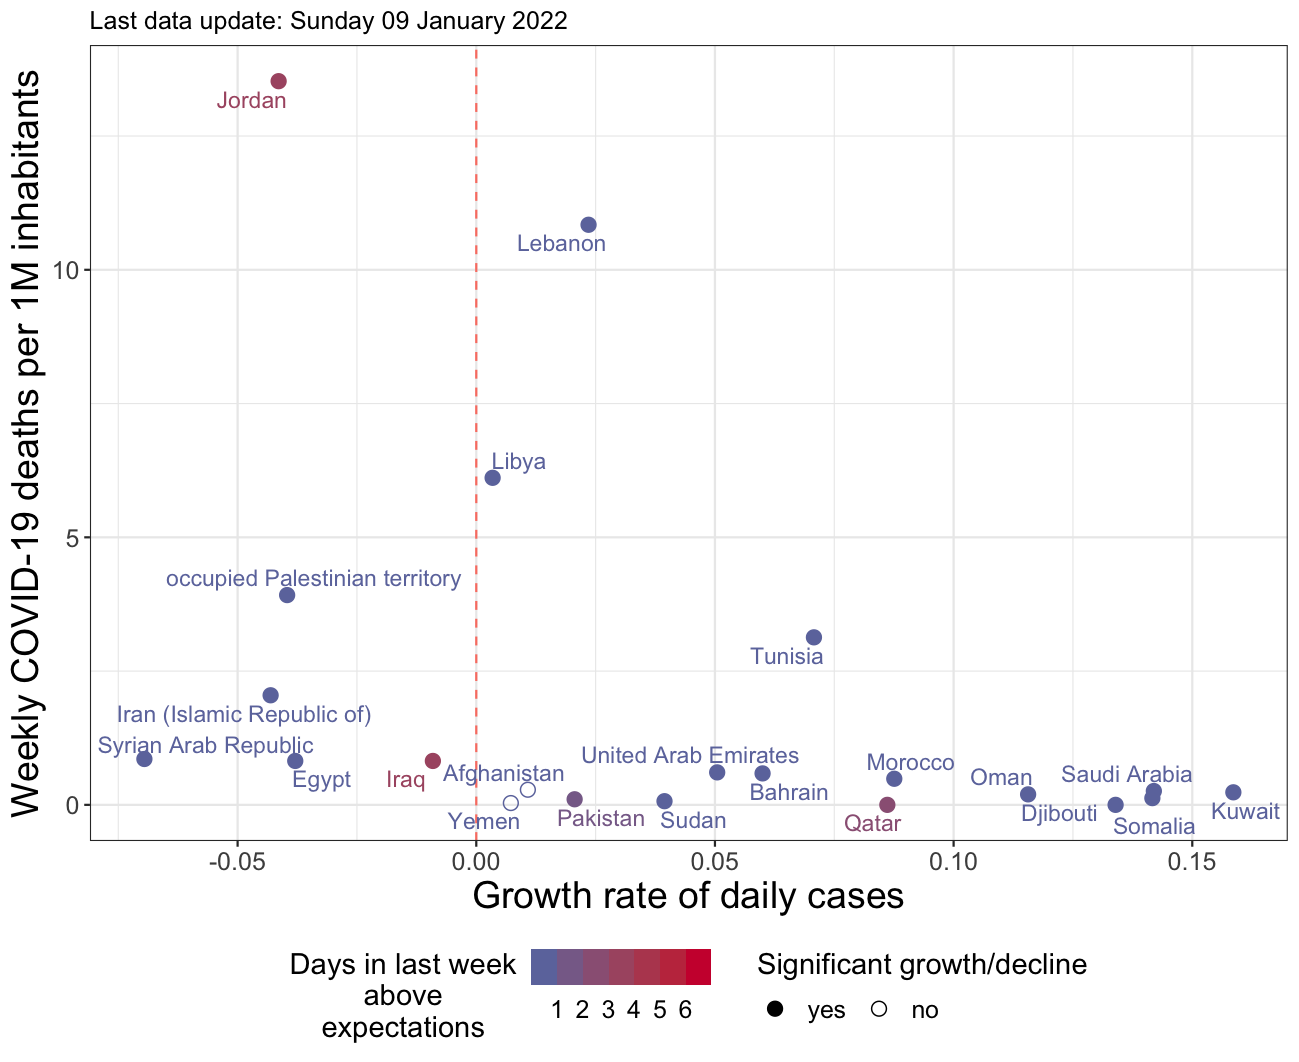 Last data update: Sunday 09 January 2022
Weekly COVID-19 deaths per 1M inhabitants
Jordan
Lebanon
10
Libya
5
occupied Palestinian territory
Tunisia
Iran (Islamic Republic of)
Syrian Arab Republic
Egypt
Iraq
Afghanistan
Yemen
Pakistan
United Arab Emirates
Sudan
Bahrain
Morocco
Qatar
Oman
Djibouti
Saudi Arabia
Somalia
Kuwait
0
-0.05 0.00 0.05 0.10 0.15
Growth rate of daily cases
Days in last week
above
expectations
1 2 3 4 5 6
Significant growth/decline
yes no